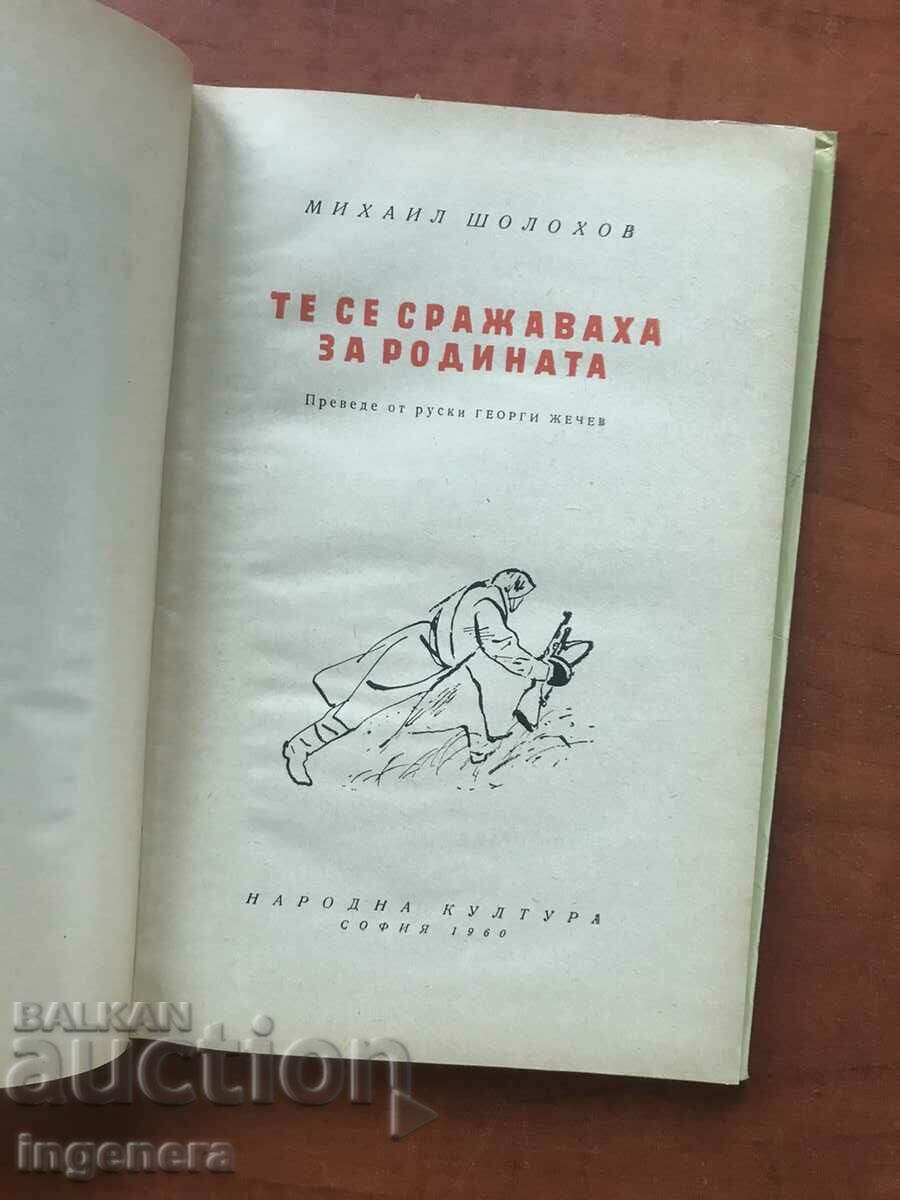 МИХАИЛ ШОЛОХОВ
ТЕ СЕ СРАЖАВАХА
ЗА РОДИНАТА
Преведе от руски ГЕОРГИ ЖЕЧЕВ
НАРОДНА КУЛТУРА
СОФИЯ 1960
BALKAN
auction
ingenera